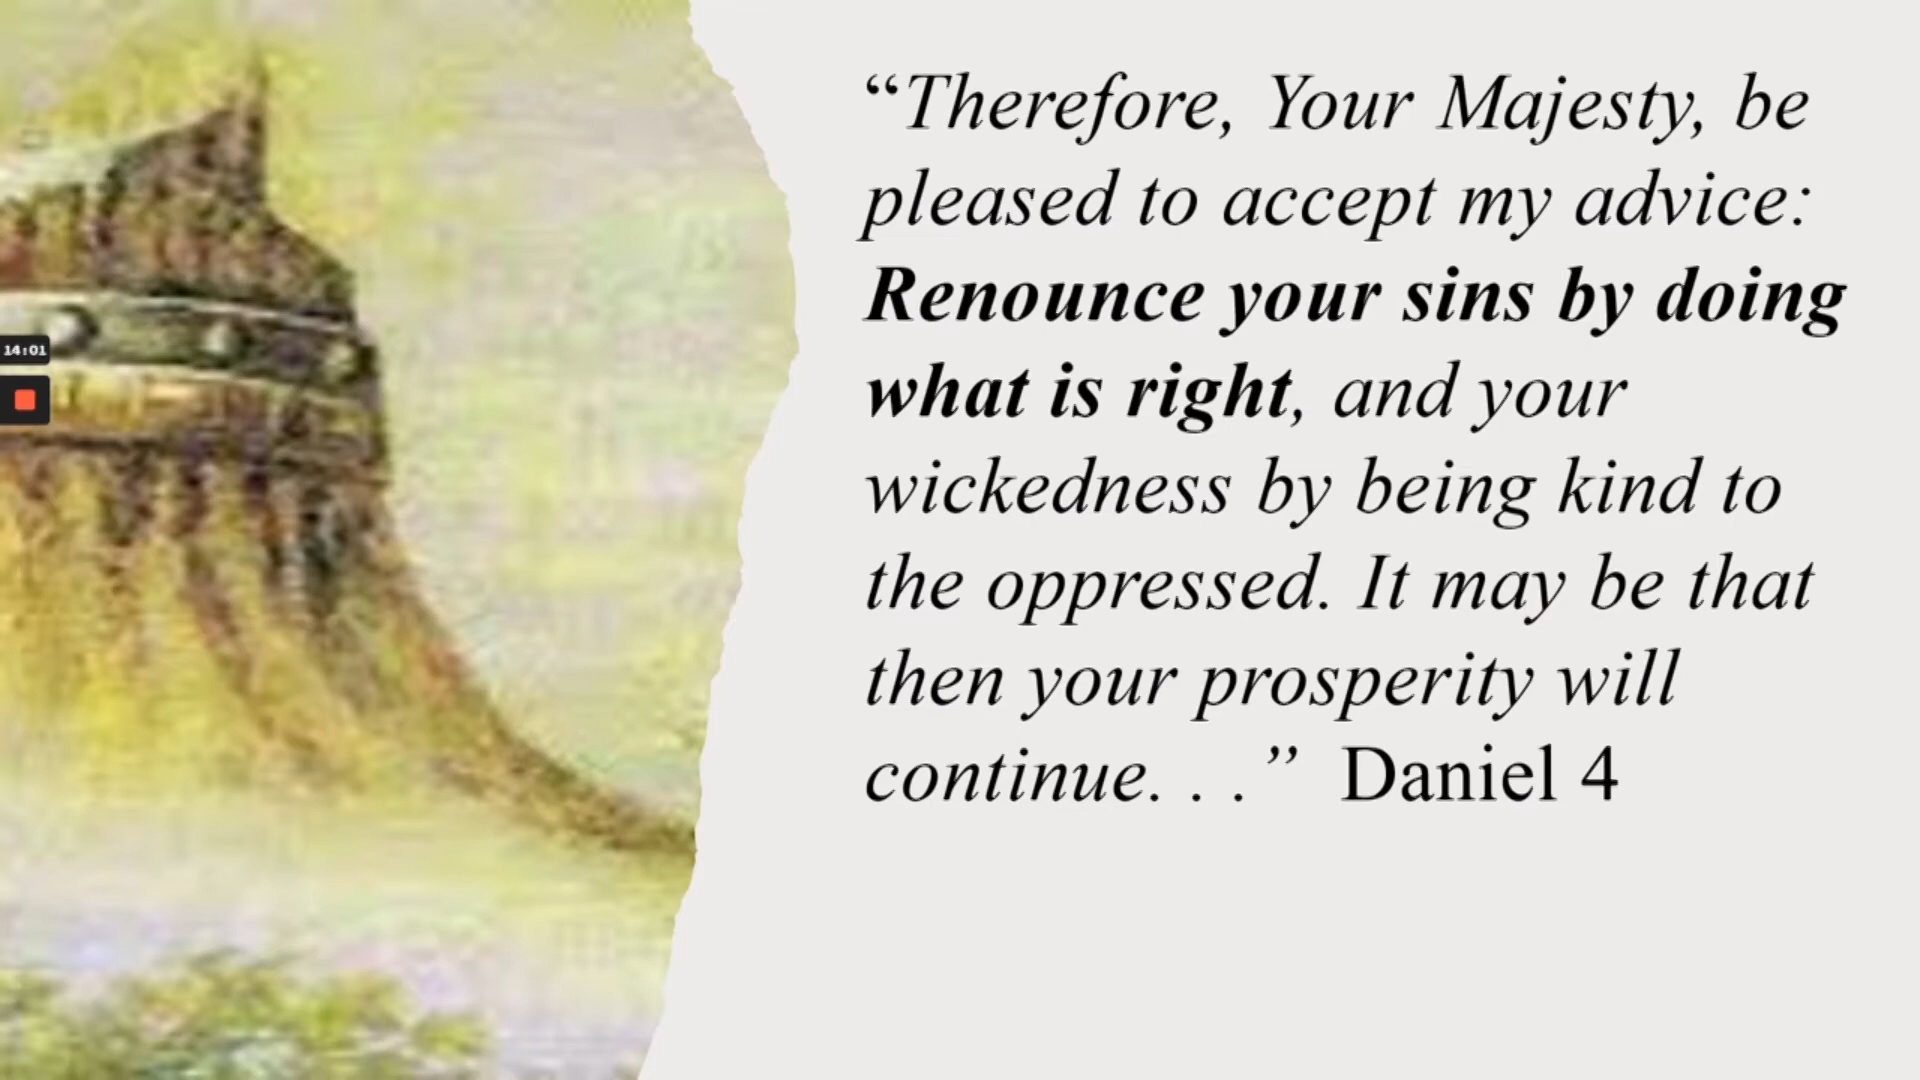 14:01
“Therefore, Your Majesty, be
pleased to accept my advice:
Renounce your sins by doing
what is right, and your
wickedness by being kind to
the oppressed. It may be that
then your prosperity will
continue. . .” Daniel 4